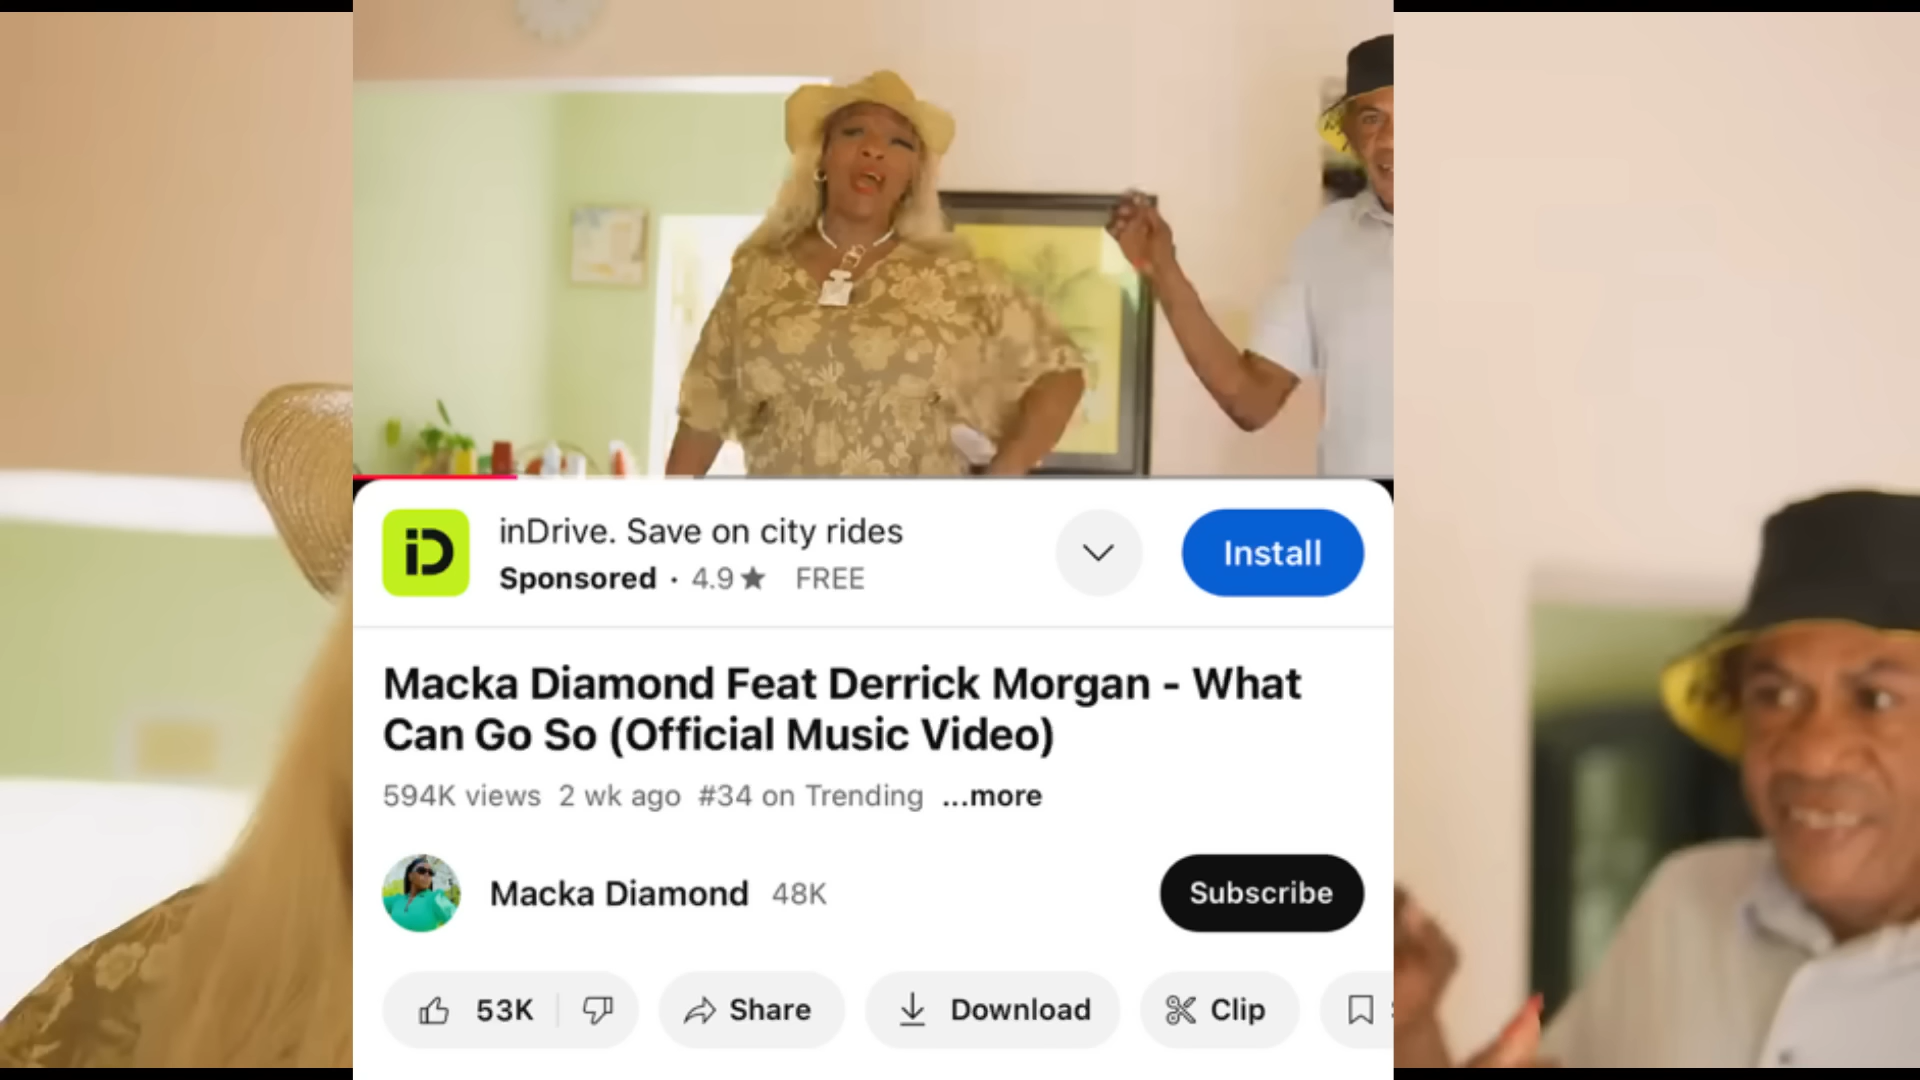 iD
inDrive. Save on city rides
Sponsored · 4.9★ FREE
Install
Macka Diamond Feat Derrick Morgan - What
Can Go So (Official Music Video)
594K views 2 wk ago #34 on Trending ...more
Macka Diamond 48K
Subscribe
53K
Share
Download
Clip